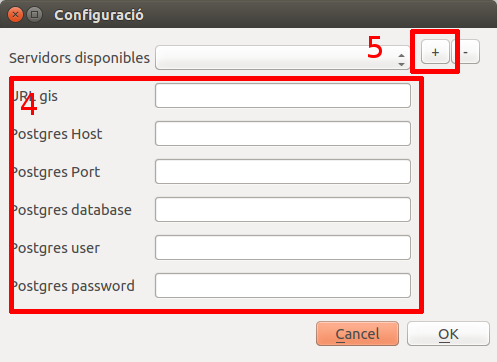 Configuració
Servidors disponibles 5 + -
URL gis
4
Postgres Host
Postgres Port
Postgres database
Postgres user
Postgres password
Cancel OK